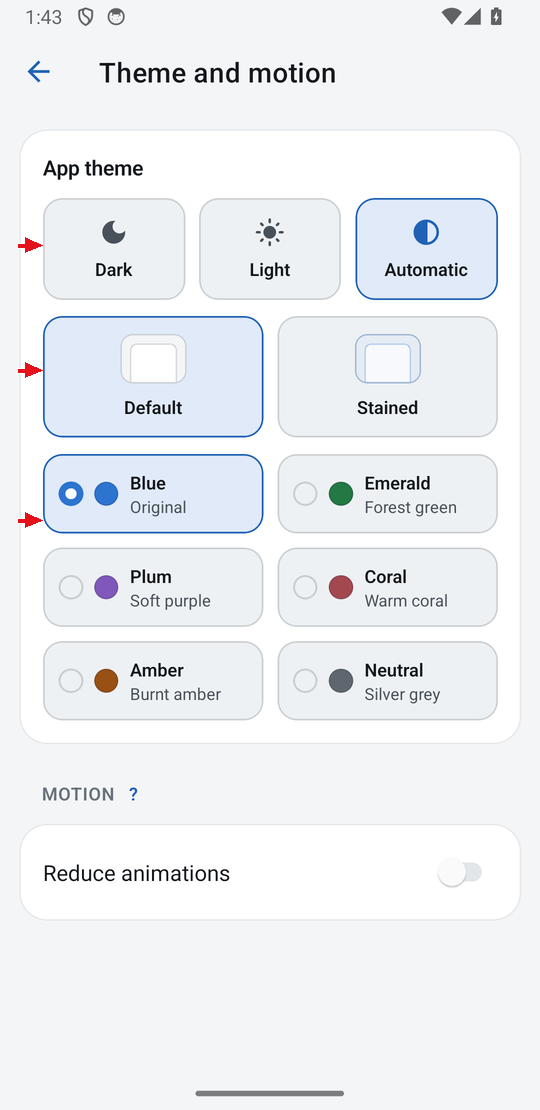 1:43
Theme and motion
App theme
Dark Light Automatic
Default Stained
Blue Emerald
Original Forest green
Plum Coral
Soft purple Warm coral
Amber Neutral
Burnt amber Silver grey
MOTION ?
Reduce animations